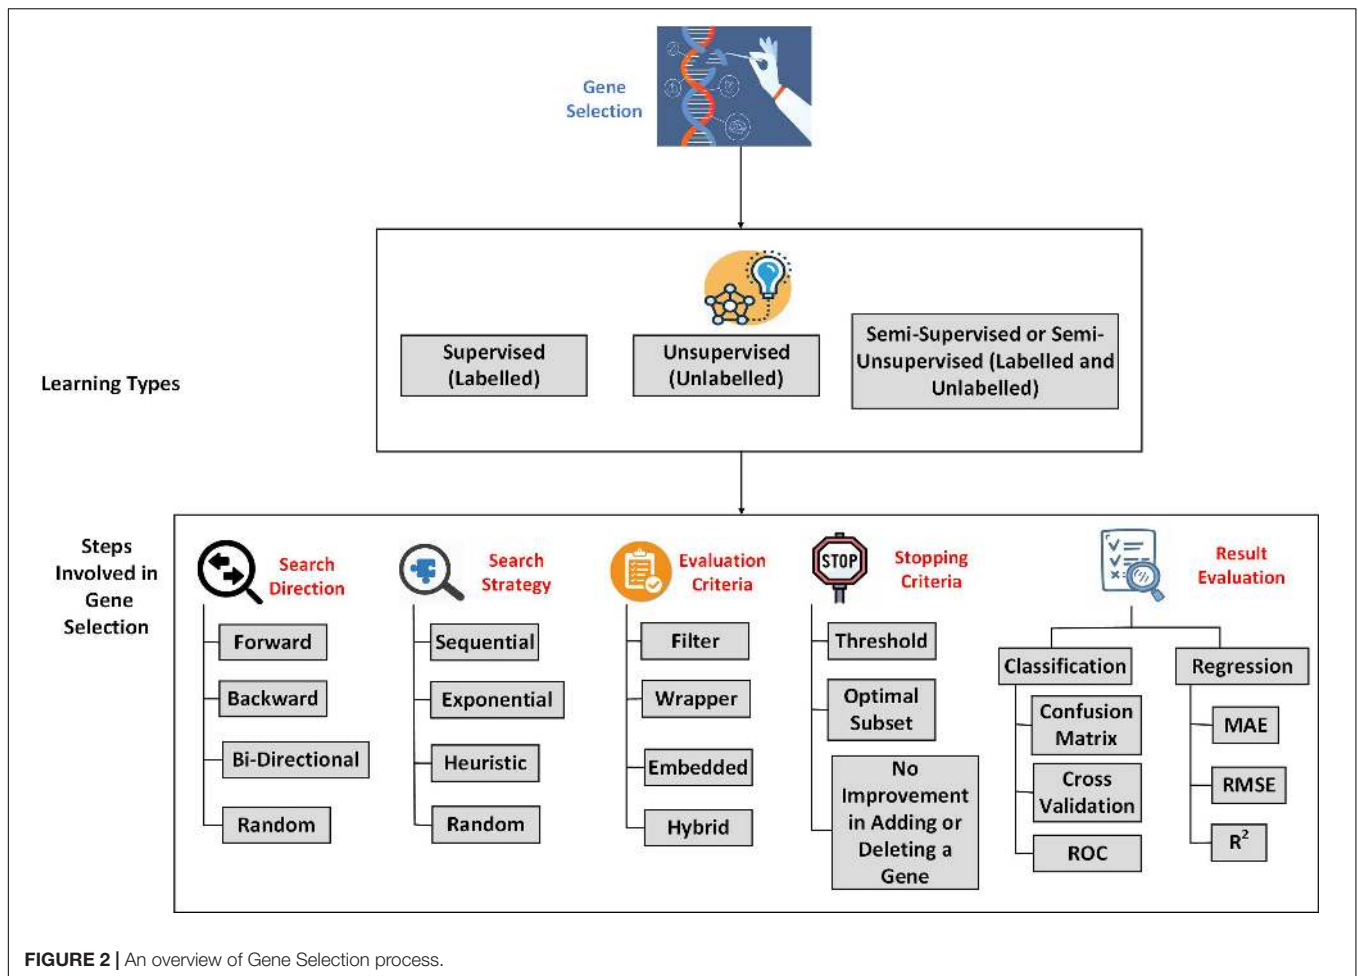 Gene
Selection
Learning Types
Supervised
(Labelled)
Unsupervised
(Unlabelled)
Semi-Supervised or Semi-
Unsupervised (Labelled and
Unlabelled)
Steps
Involved in
Gene
Selection
Search
Direction
Forward
Backward
Bi-Directional
Random
Search
Strategy
Sequential
Exponential
Heuristic
Random
Evaluation
Criteria
Filter
Wrapper
Embedded
Hybrid
STOP
Stopping
Criteria
Threshold
Optimal
Subset
No
Improvement
in Adding or
Deleting a
Gene
Result
Evaluation
Classification
Confusion
Matrix
Cross
Validation
ROC
Regression
MAE
RMSE
R²
FIGURE 2 | An overview of Gene Selection process.